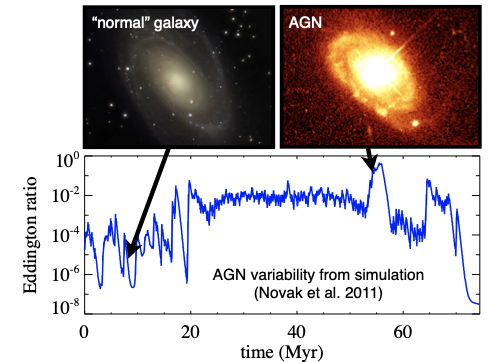 “normal” galaxy
AGN
Eddington ratio
10⁰
10⁻²
10⁻⁴
10⁻⁶
10⁻⁸
AGN variability from simulation
(Novak et al. 2011)
0 20 40 60
time (Myr)